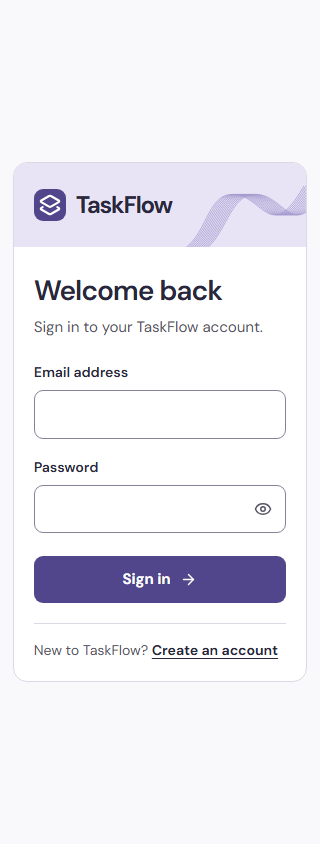 TaskFlow
Welcome back
Sign in to your TaskFlow account.
Email address
Password
Sign in
New to TaskFlow? Create an account